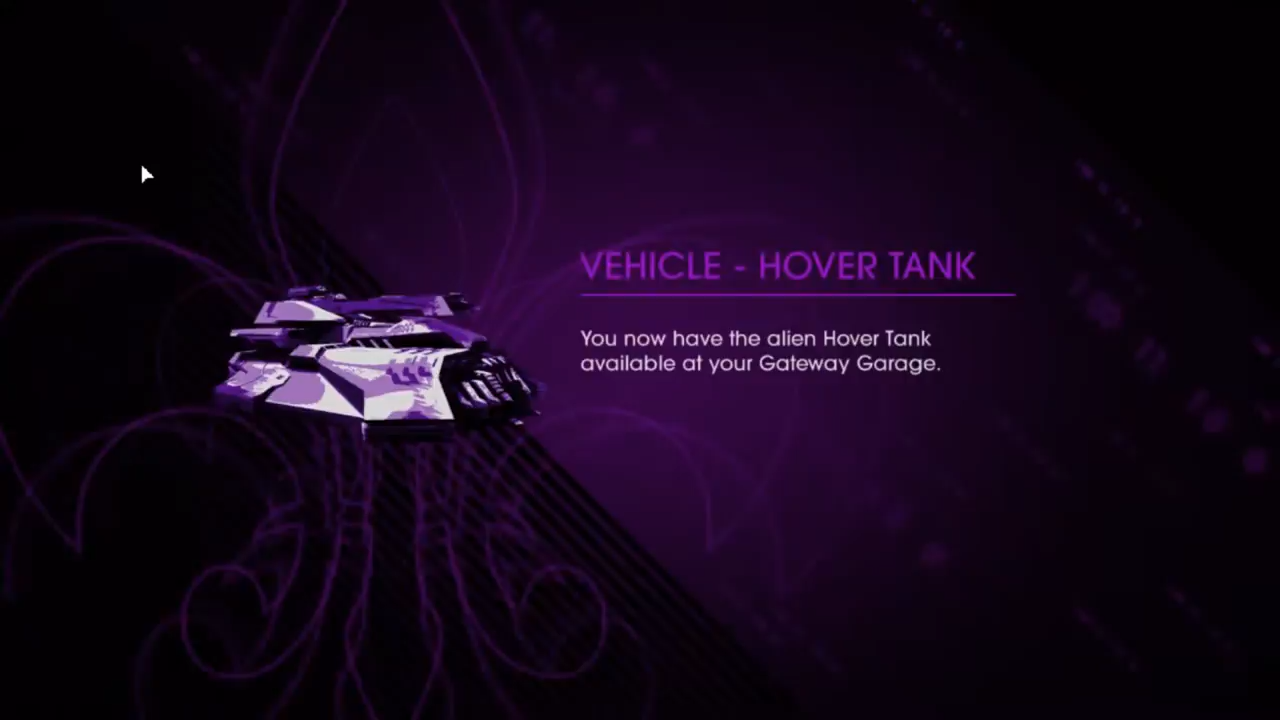 VEHICLE - HOVER TANK
You now have the alien Hover Tank
available at your Gateway Garage.